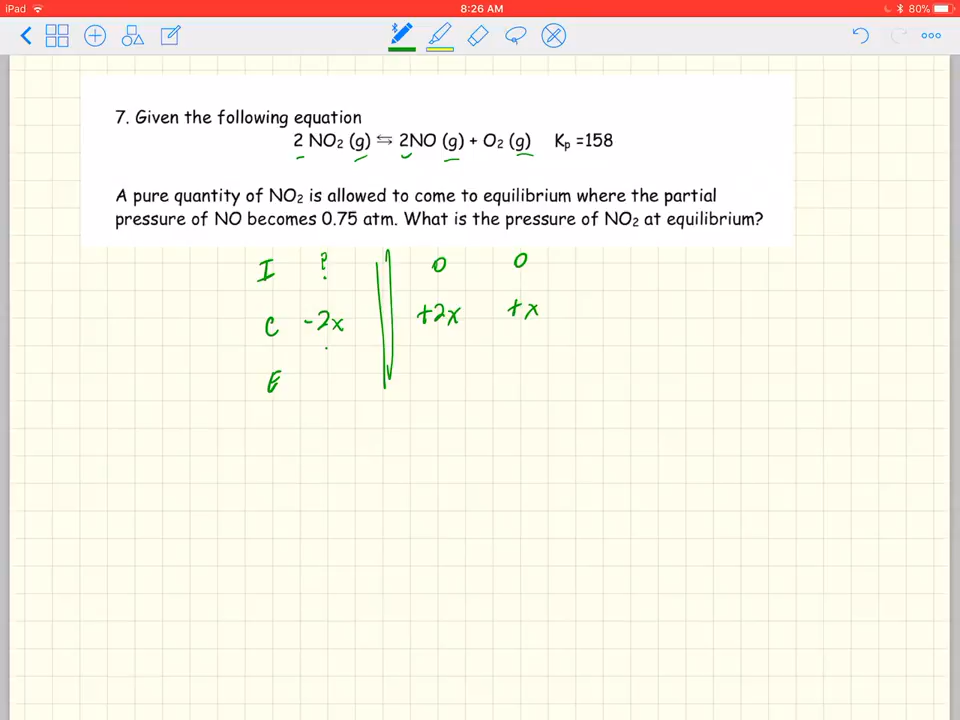 iPad 8:26 AM 80%
7. Given the following equation
2 NO₂ (g) ⇆ 2NO (g) + O₂ (g) Kₚ =158
A pure quantity of NO₂ is allowed to come to equilibrium where the partial
pressure of NO becomes 0.75 atm. What is the pressure of NO₂ at equilibrium?
I ? 0 0
C -2x +2x +x
E